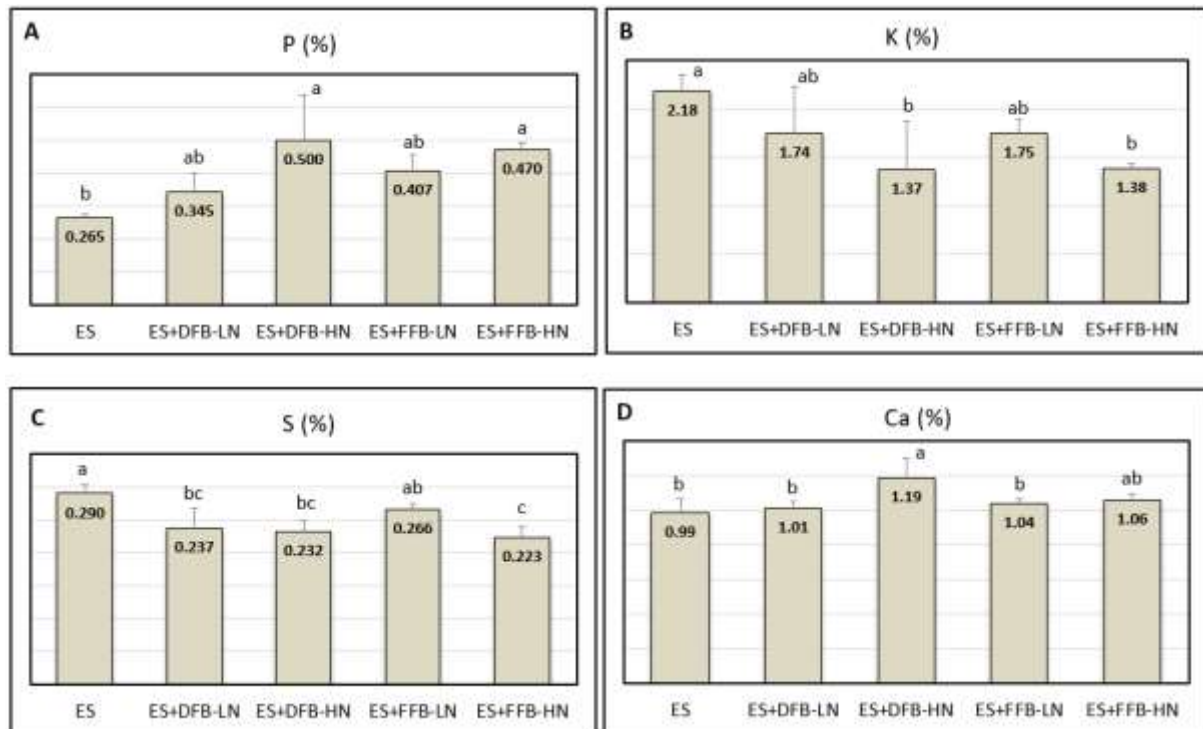 A
P (%)
b
ab
a
ab
a
0.265
0.345
0.500
0.407
0.470
ES
ES+DFB-LN
ES+DFB-HN
ES+FFB-LN
ES+FFB-HN
B
K (%)
a
ab
b
ab
b
2.18
1.74
1.37
1.75
1.38
ES
ES+DFB-LN
ES+DFB-HN
ES+FFB-LN
ES+FFB-HN
C
S (%)
a
bc
bc
ab
c
0.290
0.237
0.232
0.266
0.223
ES
ES+DFB-LN
ES+DFB-HN
ES+FFB-LN
ES+FFB-HN
D
Ca (%)
b
b
a
b
ab
0.99
1.01
1.19
1.04
1.06
ES
ES+DFB-LN
ES+DFB-HN
ES+FFB-LN
ES+FFB-HN